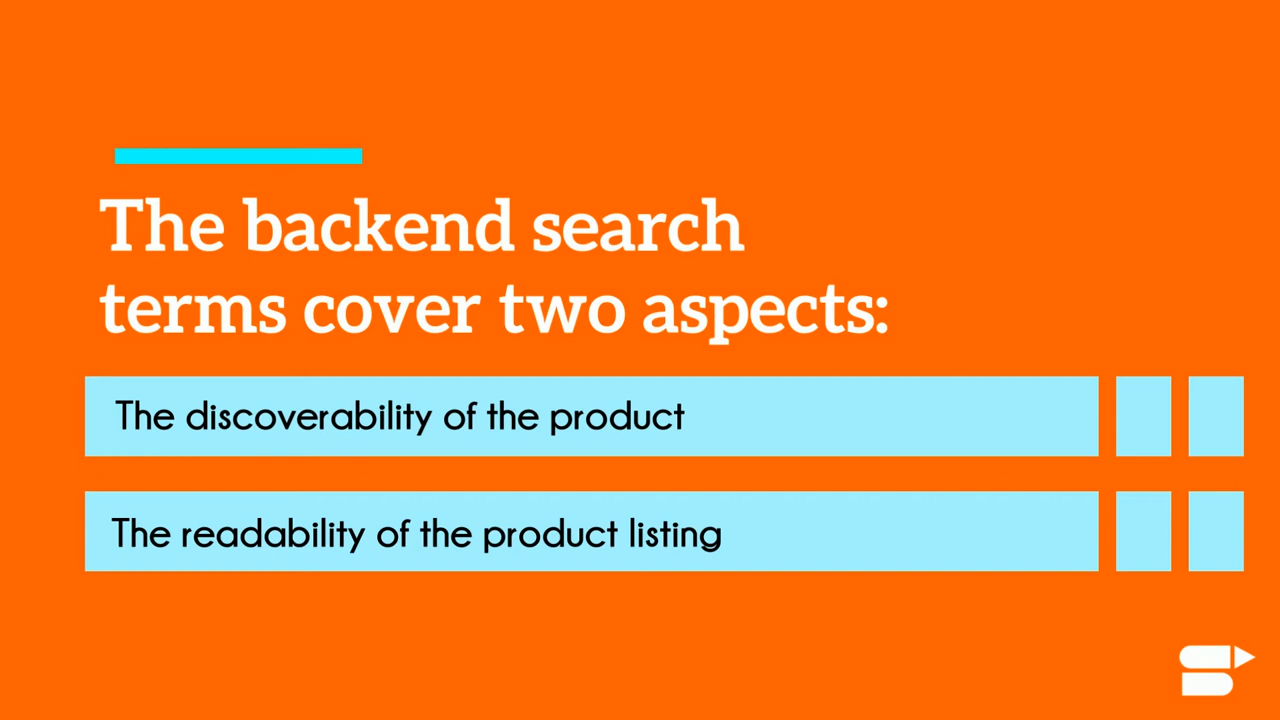 The backend search
terms cover two aspects:
The discoverability of the product
The readability of the product listing